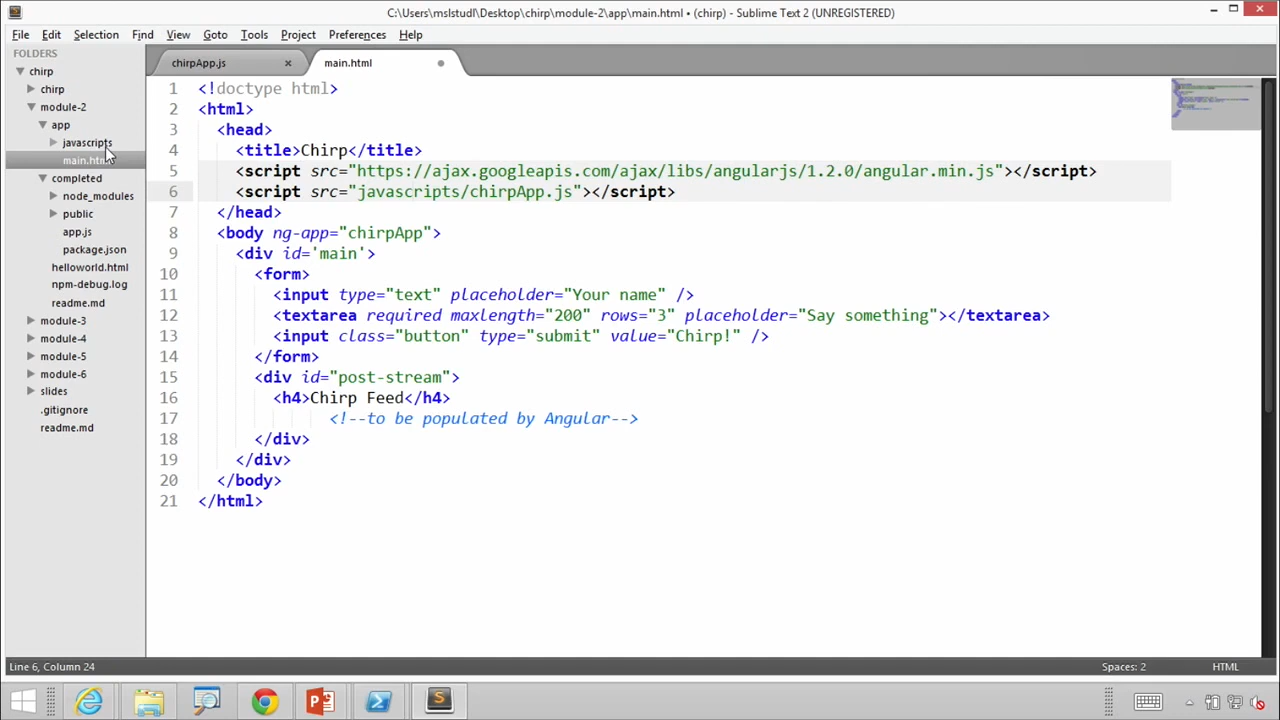 C:\Users\mslstudl\Desktop\chirp\module-2\app\main.html • (chirp) - Sublime Text 2 (UNREGISTERED)
File Edit Selection Find View Goto Tools Project Preferences Help
FOLDERS
chirp
chirp
module-2
app
javascripts
main.html
completed
node_modules
public
app.js
package.json
helloworld.html
npm-debug.log
readme.md
module-3
module-4
module-5
module-6
slides
.gitignore
readme.md
chirpApp.js × main.html
1 <!doctype html>
2 <html>
3 <head>
4 <title>Chirp</title>
5 <script src="https://ajax.googleapis.com/ajax/libs/angularjs/1.2.0/angular.min.js"></script>
6 <script src="javascripts/chirpApp.js"></script>
7 </head>
8 <body ng-app="chirpApp">
9 <div id='main'>
10 <form>
11 <input type="text" placeholder="Your name" />
12 <textarea required maxlength="200" rows="3" placeholder="Say something"></textarea>
13 <input class="button" type="submit" value="Chirp!" />
14 </form>
15 <div id="post-stream">
16 <h4>Chirp Feed</h4>
17 <!--to be populated by Angular-->
18 </div>
19 </div>
20 </body>
21 </html>
Line 6, Column 24
Spaces: 2
HTML